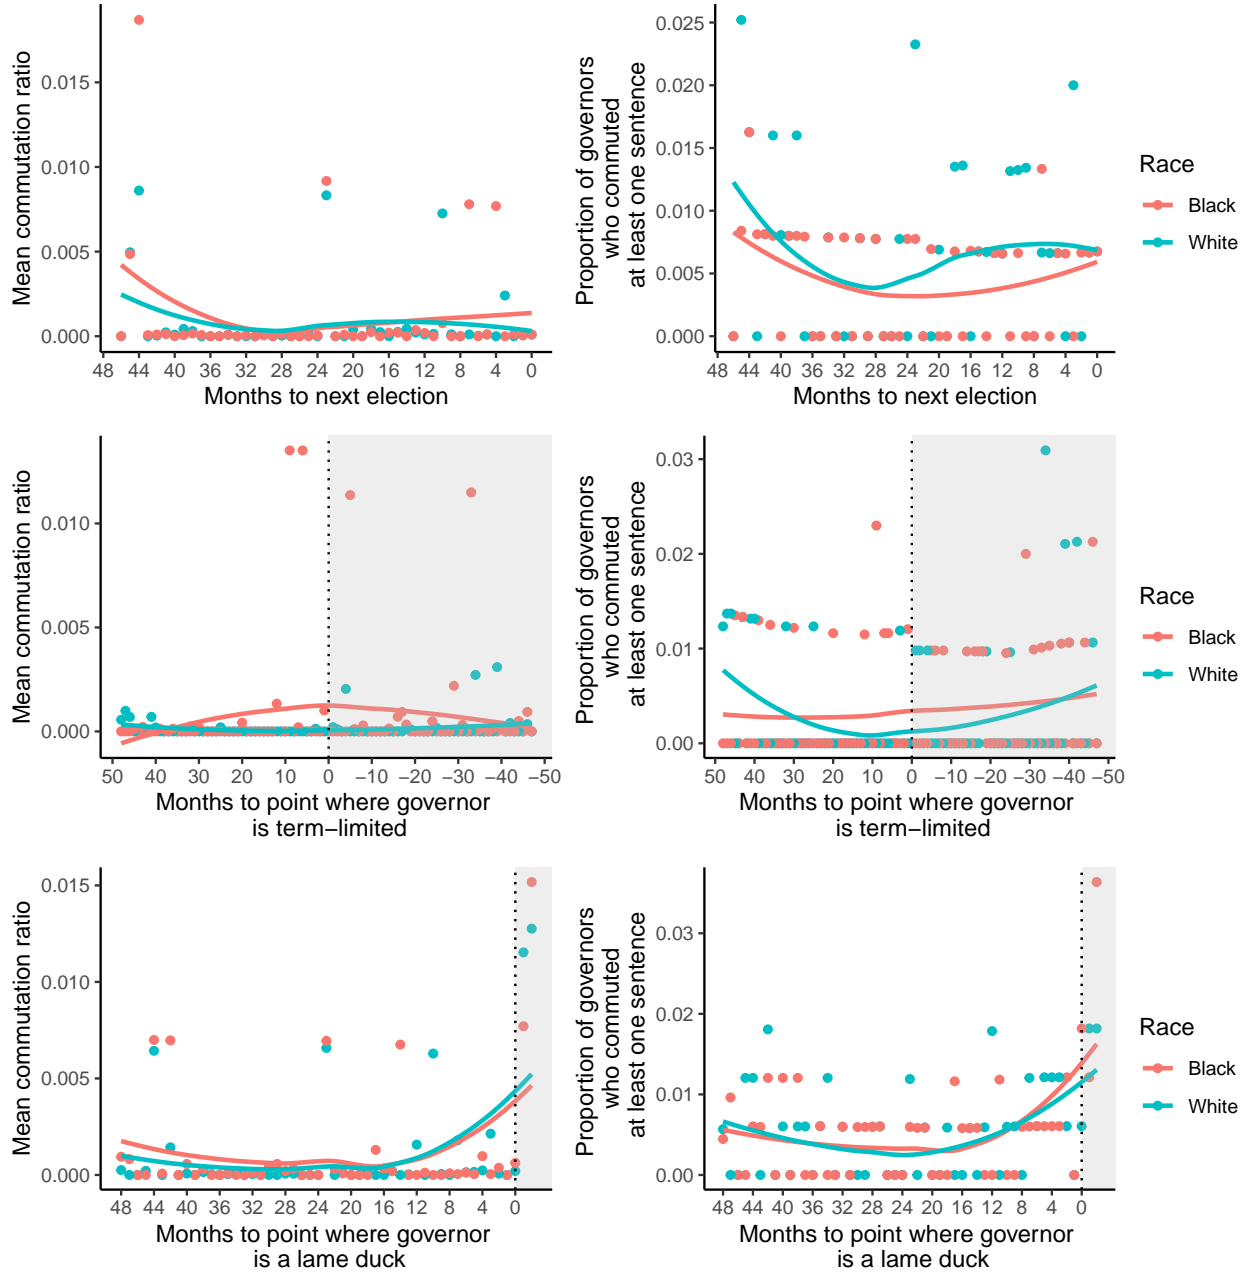 Mean commutation ratio
0.015
0.010
0.005
0.000
48 44 40 36 32 28 24 20 16 12 8 4 0
Months to next election
Proportion of governors
who commuted
at least one sentence
0.025
0.020
0.015
0.010
0.005
0.000
48 44 40 36 32 28 24 20 16 12 8 4 0
Months to next election
Race
Black
White
Mean commutation ratio
0.010
0.005
0.000
50 40 30 20 10 0 −10 −20 −30 −40 −50
Months to point where governor
is term−limited
Proportion of governors
who commuted
at least one sentence
0.03
0.02
0.01
0.00
50 40 30 20 10 0 −10 −20 −30 −40 −50
Months to point where governor
is term−limited
Race
Black
White
Mean commutation ratio
0.015
0.010
0.005
0.000
48 44 40 36 32 28 24 20 16 12 8 4 0
Months to point where governor
is a lame duck
Proportion of governors
who commuted
at least one sentence
0.03
0.02
0.01
0.00
48 44 40 36 32 28 24 20 16 12 8 4 0
Months to point where governor
is a lame duck
Race
Black
White